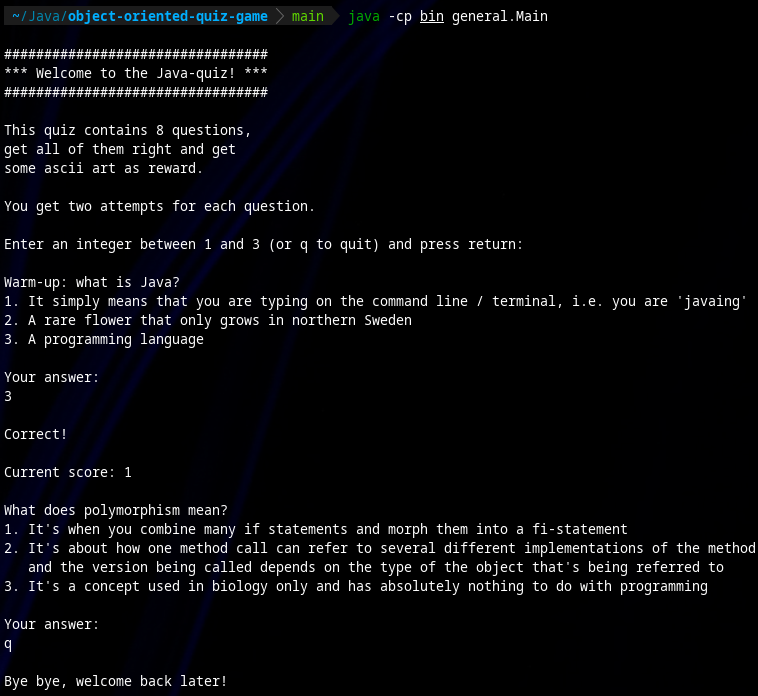 ~/Java/object-oriented-quiz-game main java -cp bin general.Main
#################################
*** Welcome to the Java-quiz! ***
#################################
This quiz contains 8 questions,
get all of them right and get
some ascii art as reward.
You get two attempts for each question.
Enter an integer between 1 and 3 (or q to quit) and press return:
Warm-up: what is Java?
1. It simply means that you are typing on the command line / terminal, i.e. you are 'javaing'
2. A rare flower that only grows in northern Sweden
3. A programming language
Your answer:
3
Correct!
Current score: 1
What does polymorphism mean?
1. It's when you combine many if statements and morph them into a fi-statement
2. It's about how one method call can refer to several different implementations of the method
and the version being called depends on the type of the object that's being referred to
3. It's a concept used in biology only and has absolutely nothing to do with programming
Your answer:
q
Bye bye, welcome back later!